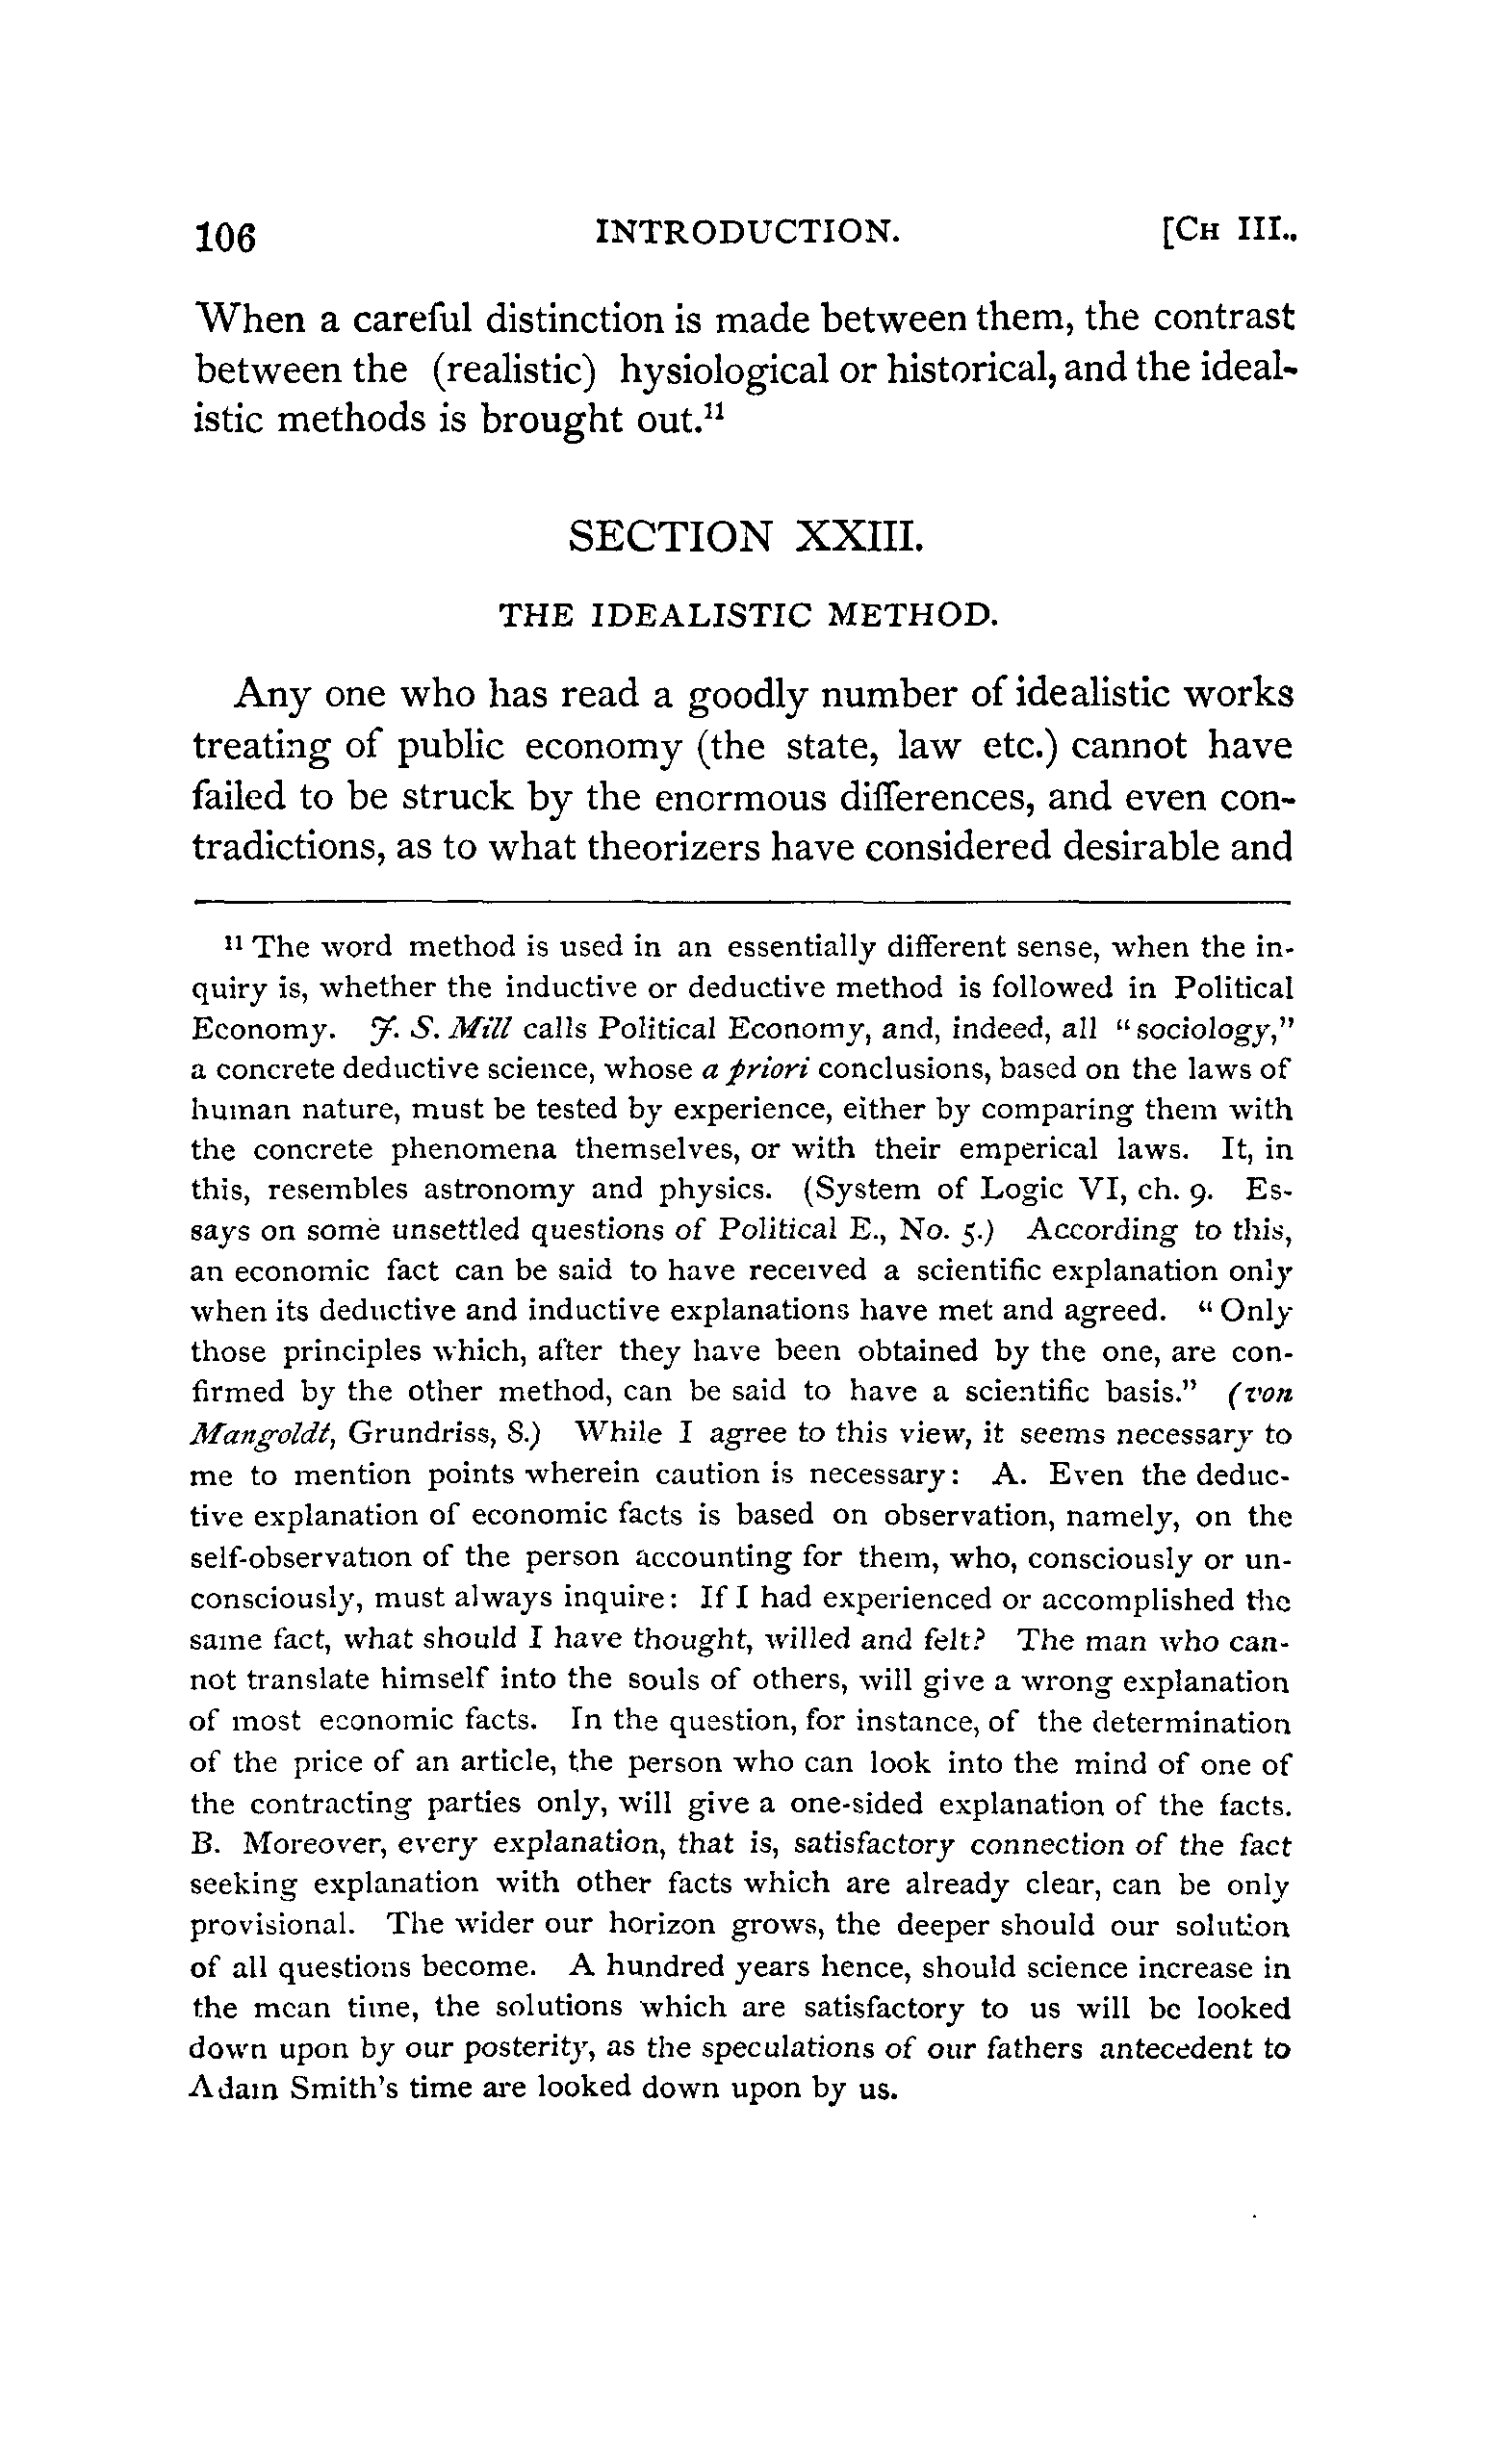 106 INTRODUCTION. [CH III..
When a careful distinction is made between them, the contrast
between the (realistic) hysiological or historical, and the ideal-
istic methods is brought out.¹¹
SECTION XXIII.
THE IDEALISTIC METHOD.
Any one who has read a goodly number of idealistic works
treating of public economy (the state, law etc.) cannot have
failed to be struck by the enormous differences, and even con-
tradictions, as to what theorizers have considered desirable and
¹¹ The word method is used in an essentially different sense, when the in-
quiry is, whether the inductive or deductive method is followed in Political
Economy. J. S. Mill calls Political Economy, and, indeed, all "sociology,"
a concrete deductive science, whose a priori conclusions, based on the laws of
human nature, must be tested by experience, either by comparing them with
the concrete phenomena themselves, or with their emperical laws. It, in
this, resembles astronomy and physics. (System of Logic VI, ch. 9. Es-
says on some unsettled questions of Political E., No. 5.) According to this,
an economic fact can be said to have received a scientific explanation only
when its deductive and inductive explanations have met and agreed. "Only
those principles which, after they have been obtained by the one, are con-
firmed by the other method, can be said to have a scientific basis." (von
Mangoldt, Grundriss, 8.) While I agree to this view, it seems necessary to
me to mention points wherein caution is necessary: A. Even the deduc-
tive explanation of economic facts is based on observation, namely, on the
self-observation of the person accounting for them, who, consciously or un-
consciously, must always inquire: If I had experienced or accomplished the
same fact, what should I have thought, willed and felt? The man who can-
not translate himself into the souls of others, will give a wrong explanation
of most economic facts. In the question, for instance, of the determination
of the price of an article, the person who can look into the mind of one of
the contracting parties only, will give a one-sided explanation of the facts.
B. Moreover, every explanation, that is, satisfactory connection of the fact
seeking explanation with other facts which are already clear, can be only
provisional. The wider our horizon grows, the deeper should our solution
of all questions become. A hundred years hence, should science increase in
the mean time, the solutions which are satisfactory to us will be looked
down upon by our posterity, as the speculations of our fathers antecedent to
Adam Smith's time are looked down upon by us.